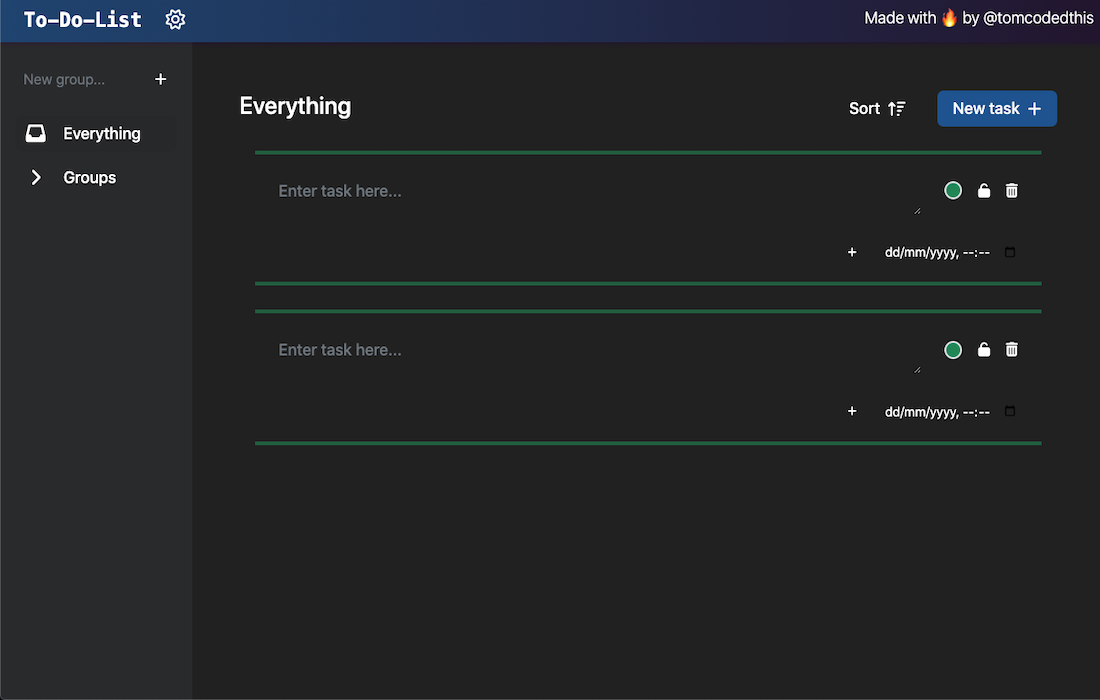 To-Do-List
Made with 🔥 by @tomcodedthis
New group...
+
Everything
Groups
Everything
Sort
New task +
Enter task here...
+
dd/mm/yyyy, --:--
Enter task here...
+
dd/mm/yyyy, --:--